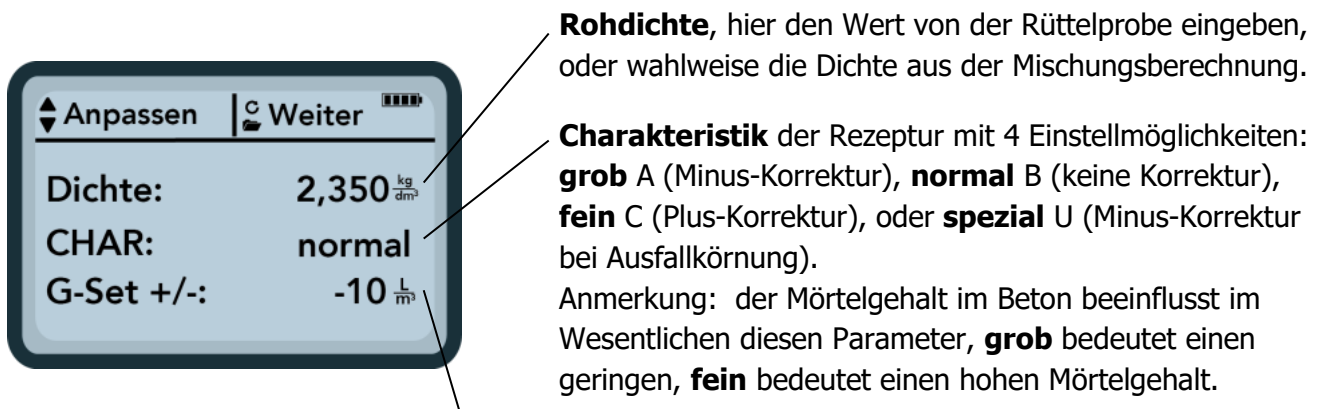 Rohdichte, hier den Wert von der Rüttelprobe eingeben,
oder wahlweise die Dichte aus der Mischungsberechnung.
Anpassen Weiter
Dichte: 2,350 kg/dm³
CHAR: normal
G-Set +/-: -10 L/m³
Charakteristik der Rezeptur mit 4 Einstellmöglichkeiten:
grob A (Minus-Korrektur), normal B (keine Korrektur),
fein C (Plus-Korrektur), oder spezial U (Minus-Korrektur
bei Ausfallkörnung).
Anmerkung: der Mörtelgehalt im Beton beeinflusst im
Wesentlichen diesen Parameter, grob bedeutet einen
geringen, fein bedeutet einen hohen Mörtelgehalt.